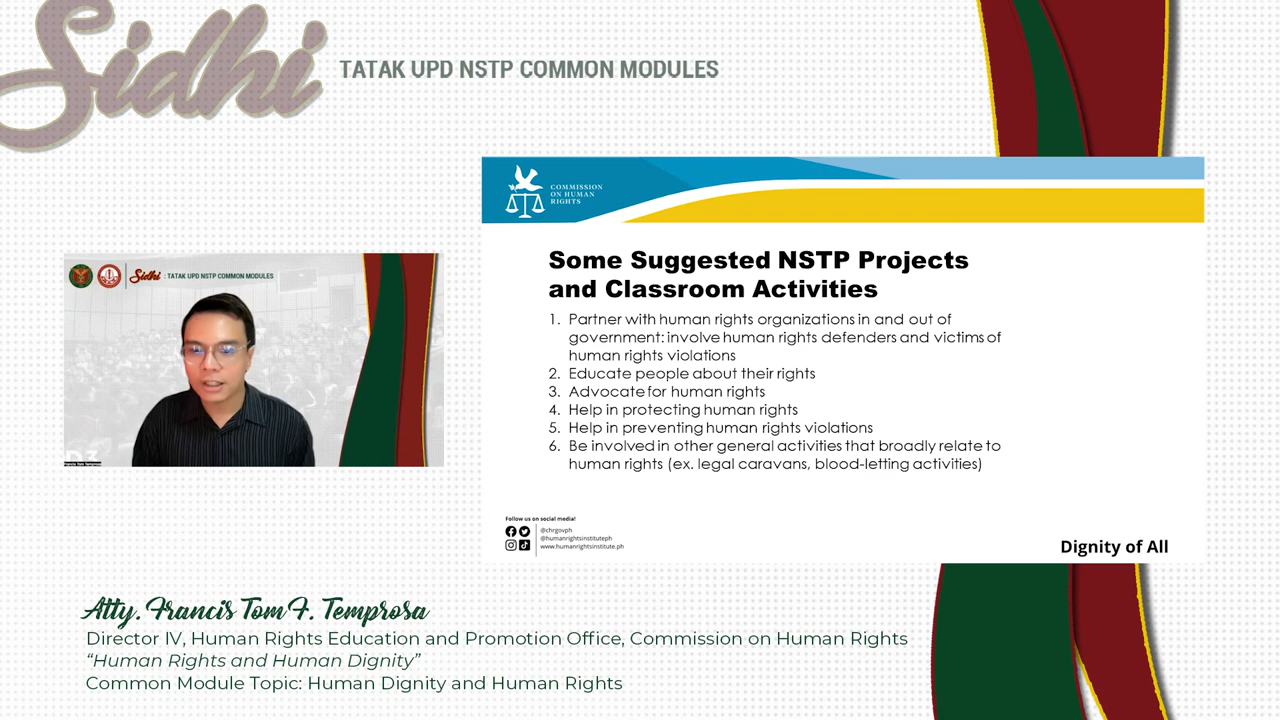 Sidhi
TATAK UPD NSTP COMMON MODULES
COMMISSION
ON HUMAN
RIGHTS
Sidhi : TATAK UPD NSTP COMMON MODULES
Some Suggested NSTP Projects
and Classroom Activities
1. Partner with human rights organizations in and out of
government: involve human rights defenders and victims of
human rights violations
2. Educate people about their rights
3. Advocate for human rights
4. Help in protecting human rights
5. Help in preventing human rights violations
6. Be involved in other general activities that broadly relate to
human rights (ex. legal caravans, blood-letting activities)
Follow us on social media!
@chrgovph
@humanrightsinstituteph
www.humanrightsinstitute.ph
Dignity of All
Atty. Francis Tom F. Temprosa
Director IV, Human Rights Education and Promotion Office, Commission on Human Rights
“Human Rights and Human Dignity”
Common Module Topic: Human Dignity and Human Rights